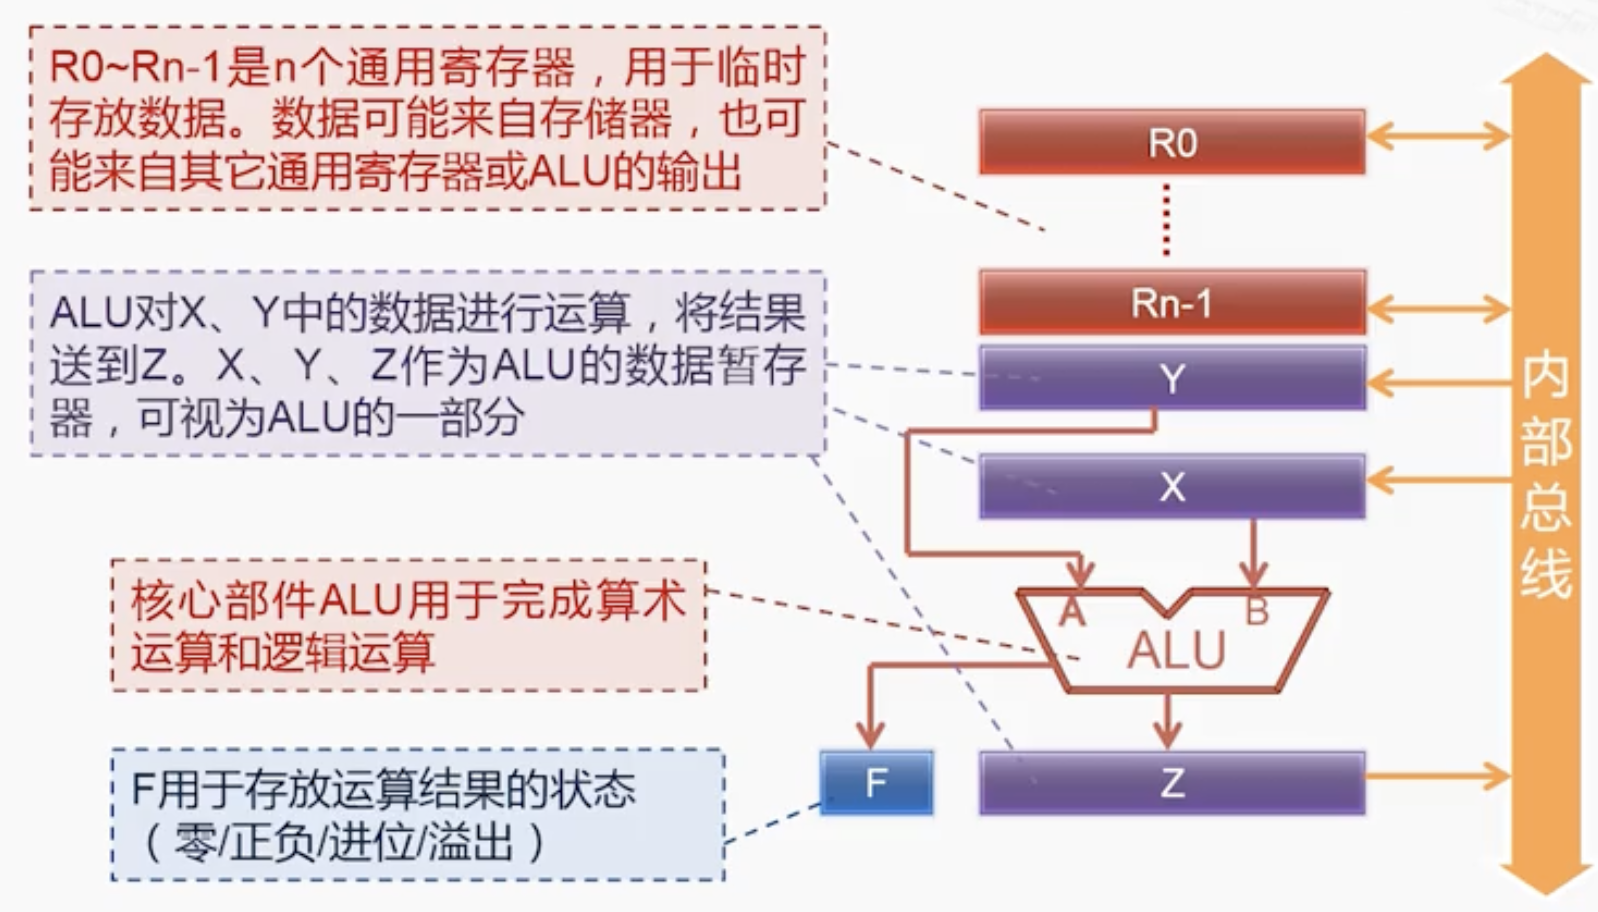 R0~Rn-1是n个通用寄存器，用于临时
存放数据。数据可能来自存储器，也可
能来自其它通用寄存器或ALU的输出
ALU对X、Y中的数据进行运算，将结果
送到Z。X、Y、Z作为ALU的数据暂存
器，可视为ALU的一部分
核心部件ALU用于完成算术
运算和逻辑运算
F用于存放运算结果的状态
（零/正负/进位/溢出）
R0
Rn-1
Y
X
A
B
ALU
F
Z
内部总线